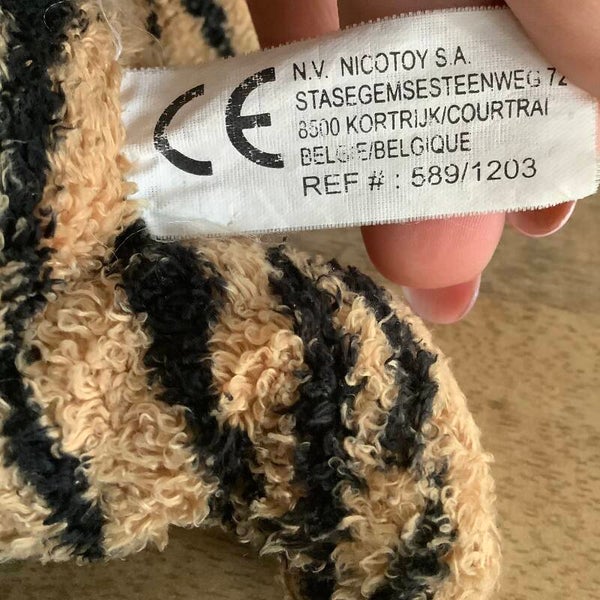 CE
N.V. NICOTOY S.A.
STASEGEMSESTEENWEG 72
8500 KORTRIJK/COURTRAI
BELGIE/BELGIQUE
REF # : 589/1203